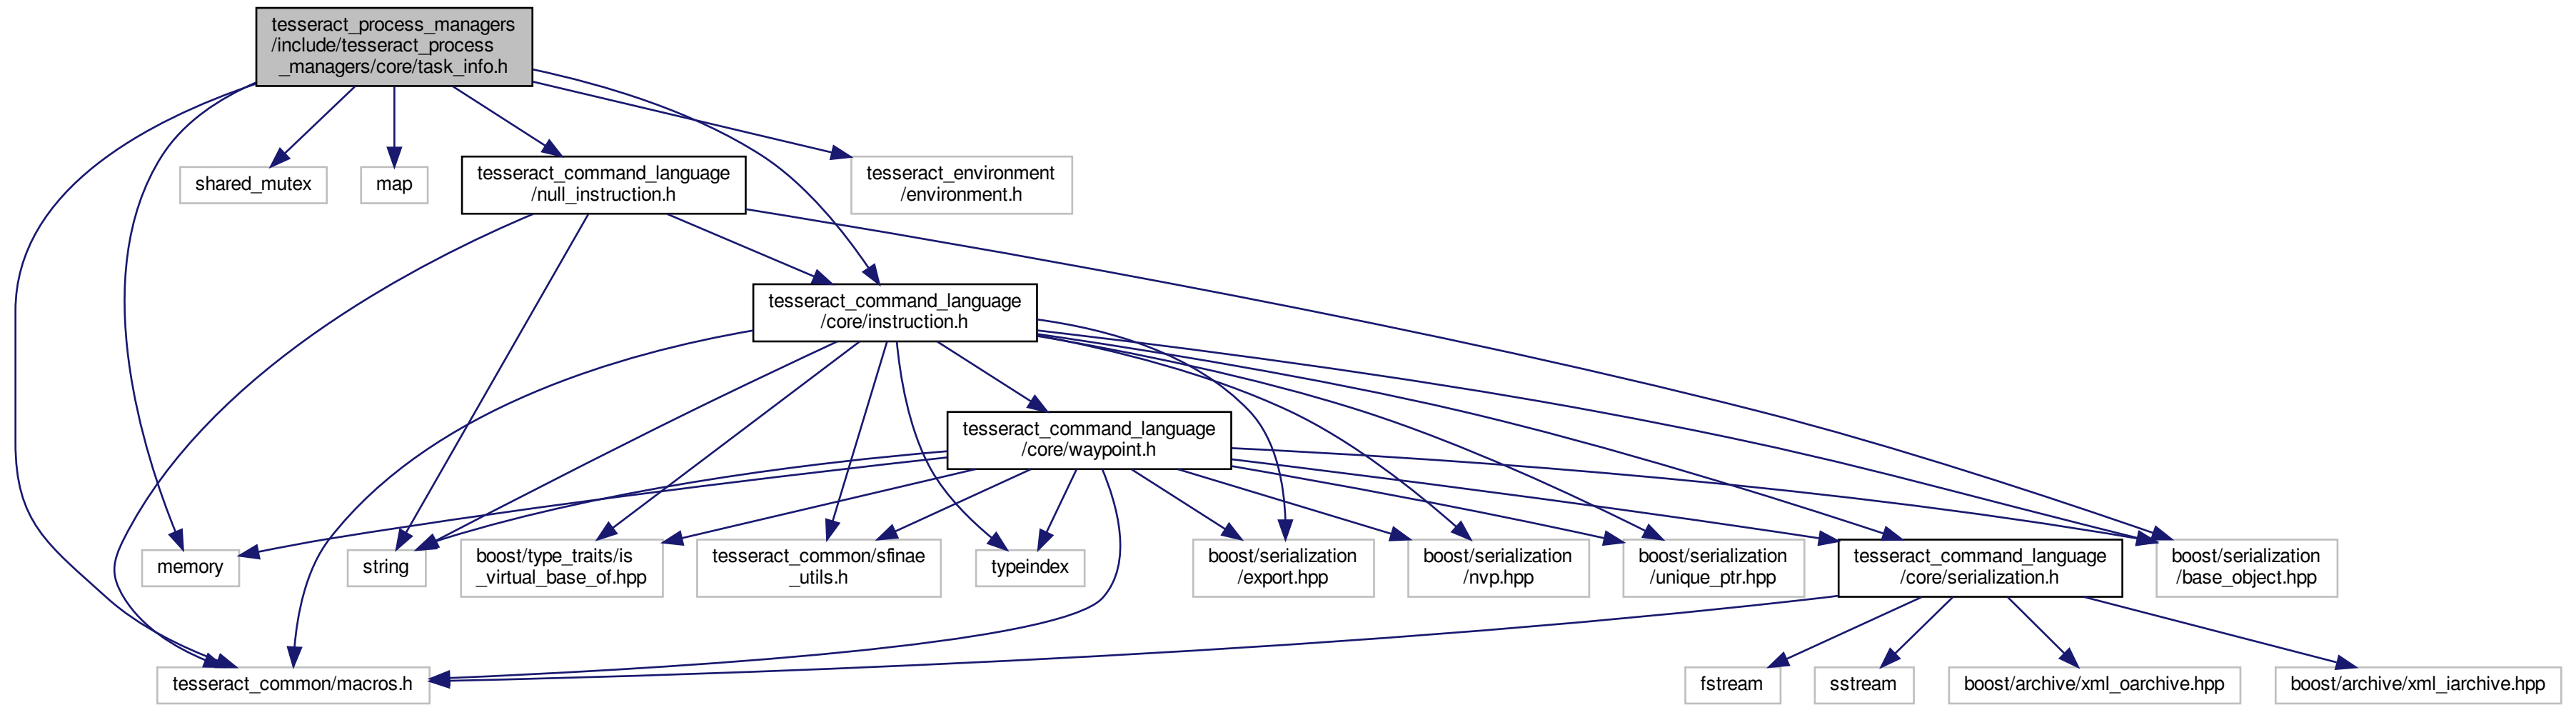 tesseract_process_managers
/include/tesseract_process
_managers/core/task_info.h
shared_mutex
map
tesseract_command_language
/null_instruction.h
tesseract_environment
/environment.h
tesseract_command_language
/core/instruction.h
tesseract_command_language
/core/waypoint.h
memory
string
boost/type_traits/is
_virtual_base_of.hpp
tesseract_common/sfinae
_utils.h
typeindex
boost/serialization
/export.hpp
boost/serialization
/nvp.hpp
boost/serialization
/unique_ptr.hpp
tesseract_command_language
/core/serialization.h
boost/serialization
/base_object.hpp
tesseract_common/macros.h
fstream
sstream
boost/archive/xml_oarchive.hpp
boost/archive/xml_iarchive.hpp